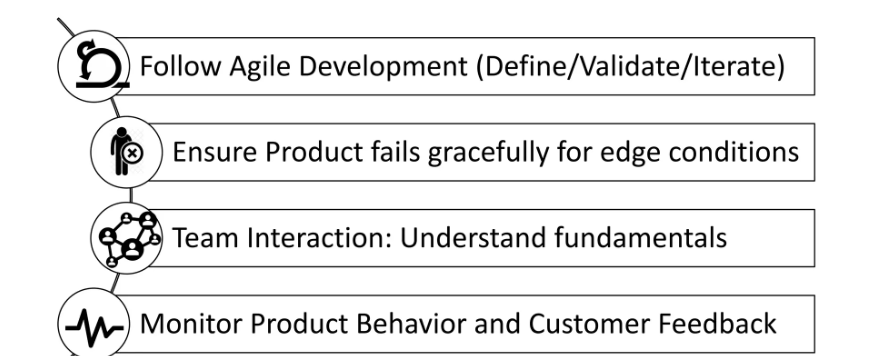 Follow Agile Development (Define/Validate/Iterate)
Ensure Product fails gracefully for edge conditions
Team Interaction: Understand fundamentals
Monitor Product Behavior and Customer Feedback